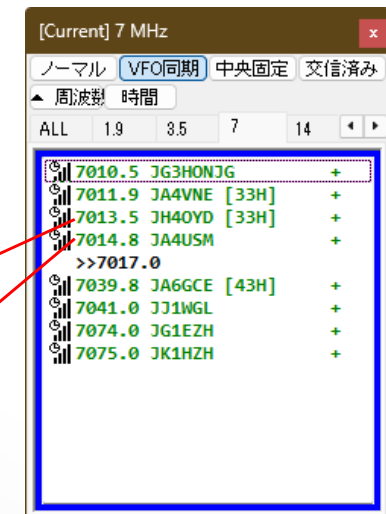 [Current] 7 MHz x
ノーマル VFO同期 中央固定 交信済み
▲ 周波数 時間
ALL 1.9 3.5 7 14
7010.5 JG3HONJG +
7011.9 JA4VNE [33H] +
7013.5 JH4OYD [33H] +
7014.8 JA4USM +
>>7017.0
7039.8 JA6GCE [43H] +
7041.0 JJ1WGL +
7074.0 JG1EZH +
7075.0 JK1HZH +